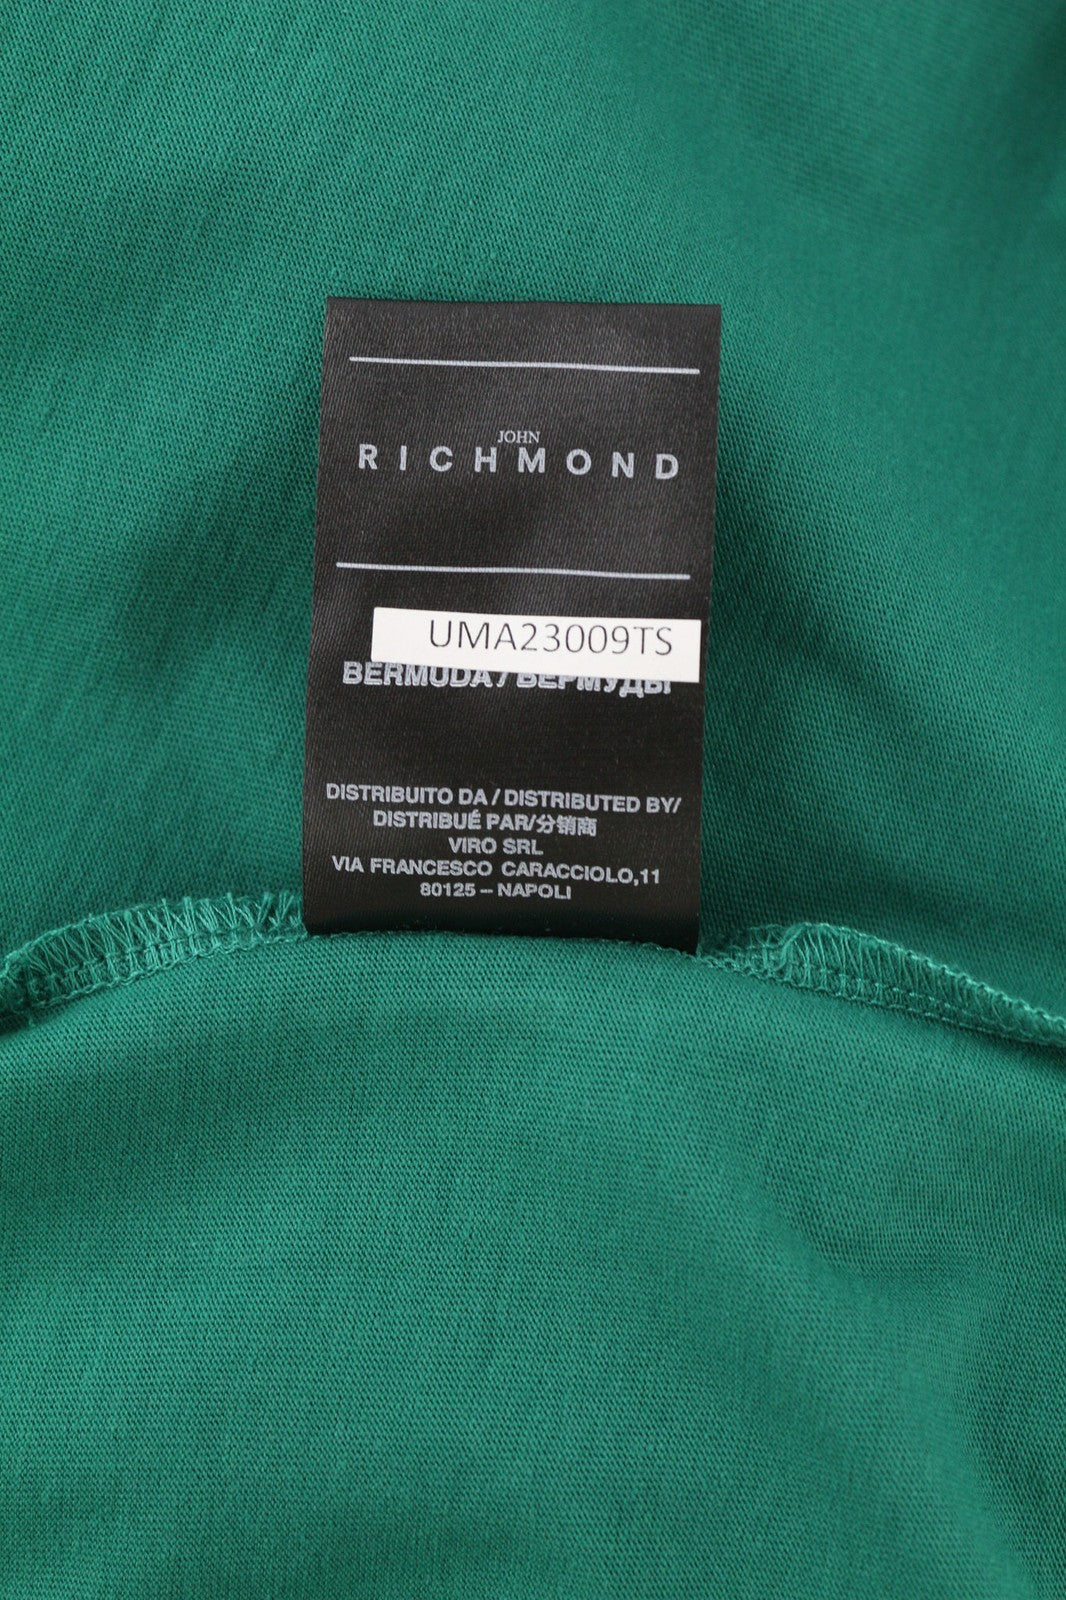 JOHN
RICHMOND
UMA23009TS
BERMUDA / БЕРМУДЫ
DISTRIBUITO DA / DISTRIBUTED BY/
DISTRIBUÉ PAR/分销商
VIRO SRL
VIA FRANCESCO CARACCIOLO,11
80125 – NAPOLI